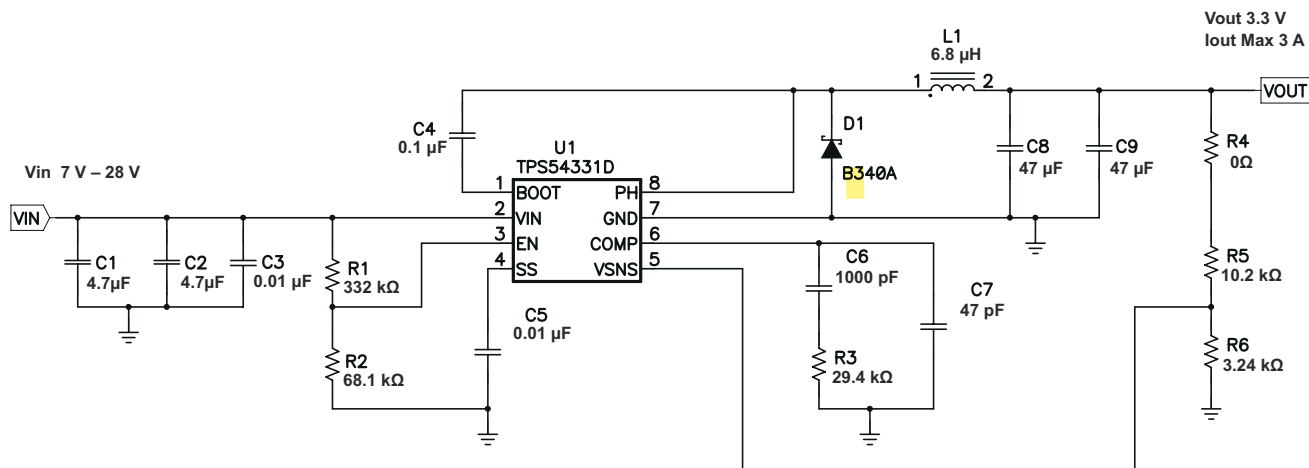 Vout 3.3 V
Iout Max 3 A
L1
6.8 µH
1
2
VOUT
C4
0.1 µF
D1
B340A
C8
47 µF
C9
47 µF
R4
0Ω
U1
TPS54331D
Vin 7 V – 28 V
1
BOOT
PH
8
VIN
2
VIN
GND
7
3
EN
COMP
6
4
SS
VSNS
5
C1
4.7µF
C2
4.7µF
C3
0.01 µF
R1
332 kΩ
C6
1000 pF
C7
47 pF
R5
10.2 kΩ
C5
0.01 µF
R2
68.1 kΩ
R3
29.4 kΩ
R6
3.24 kΩ